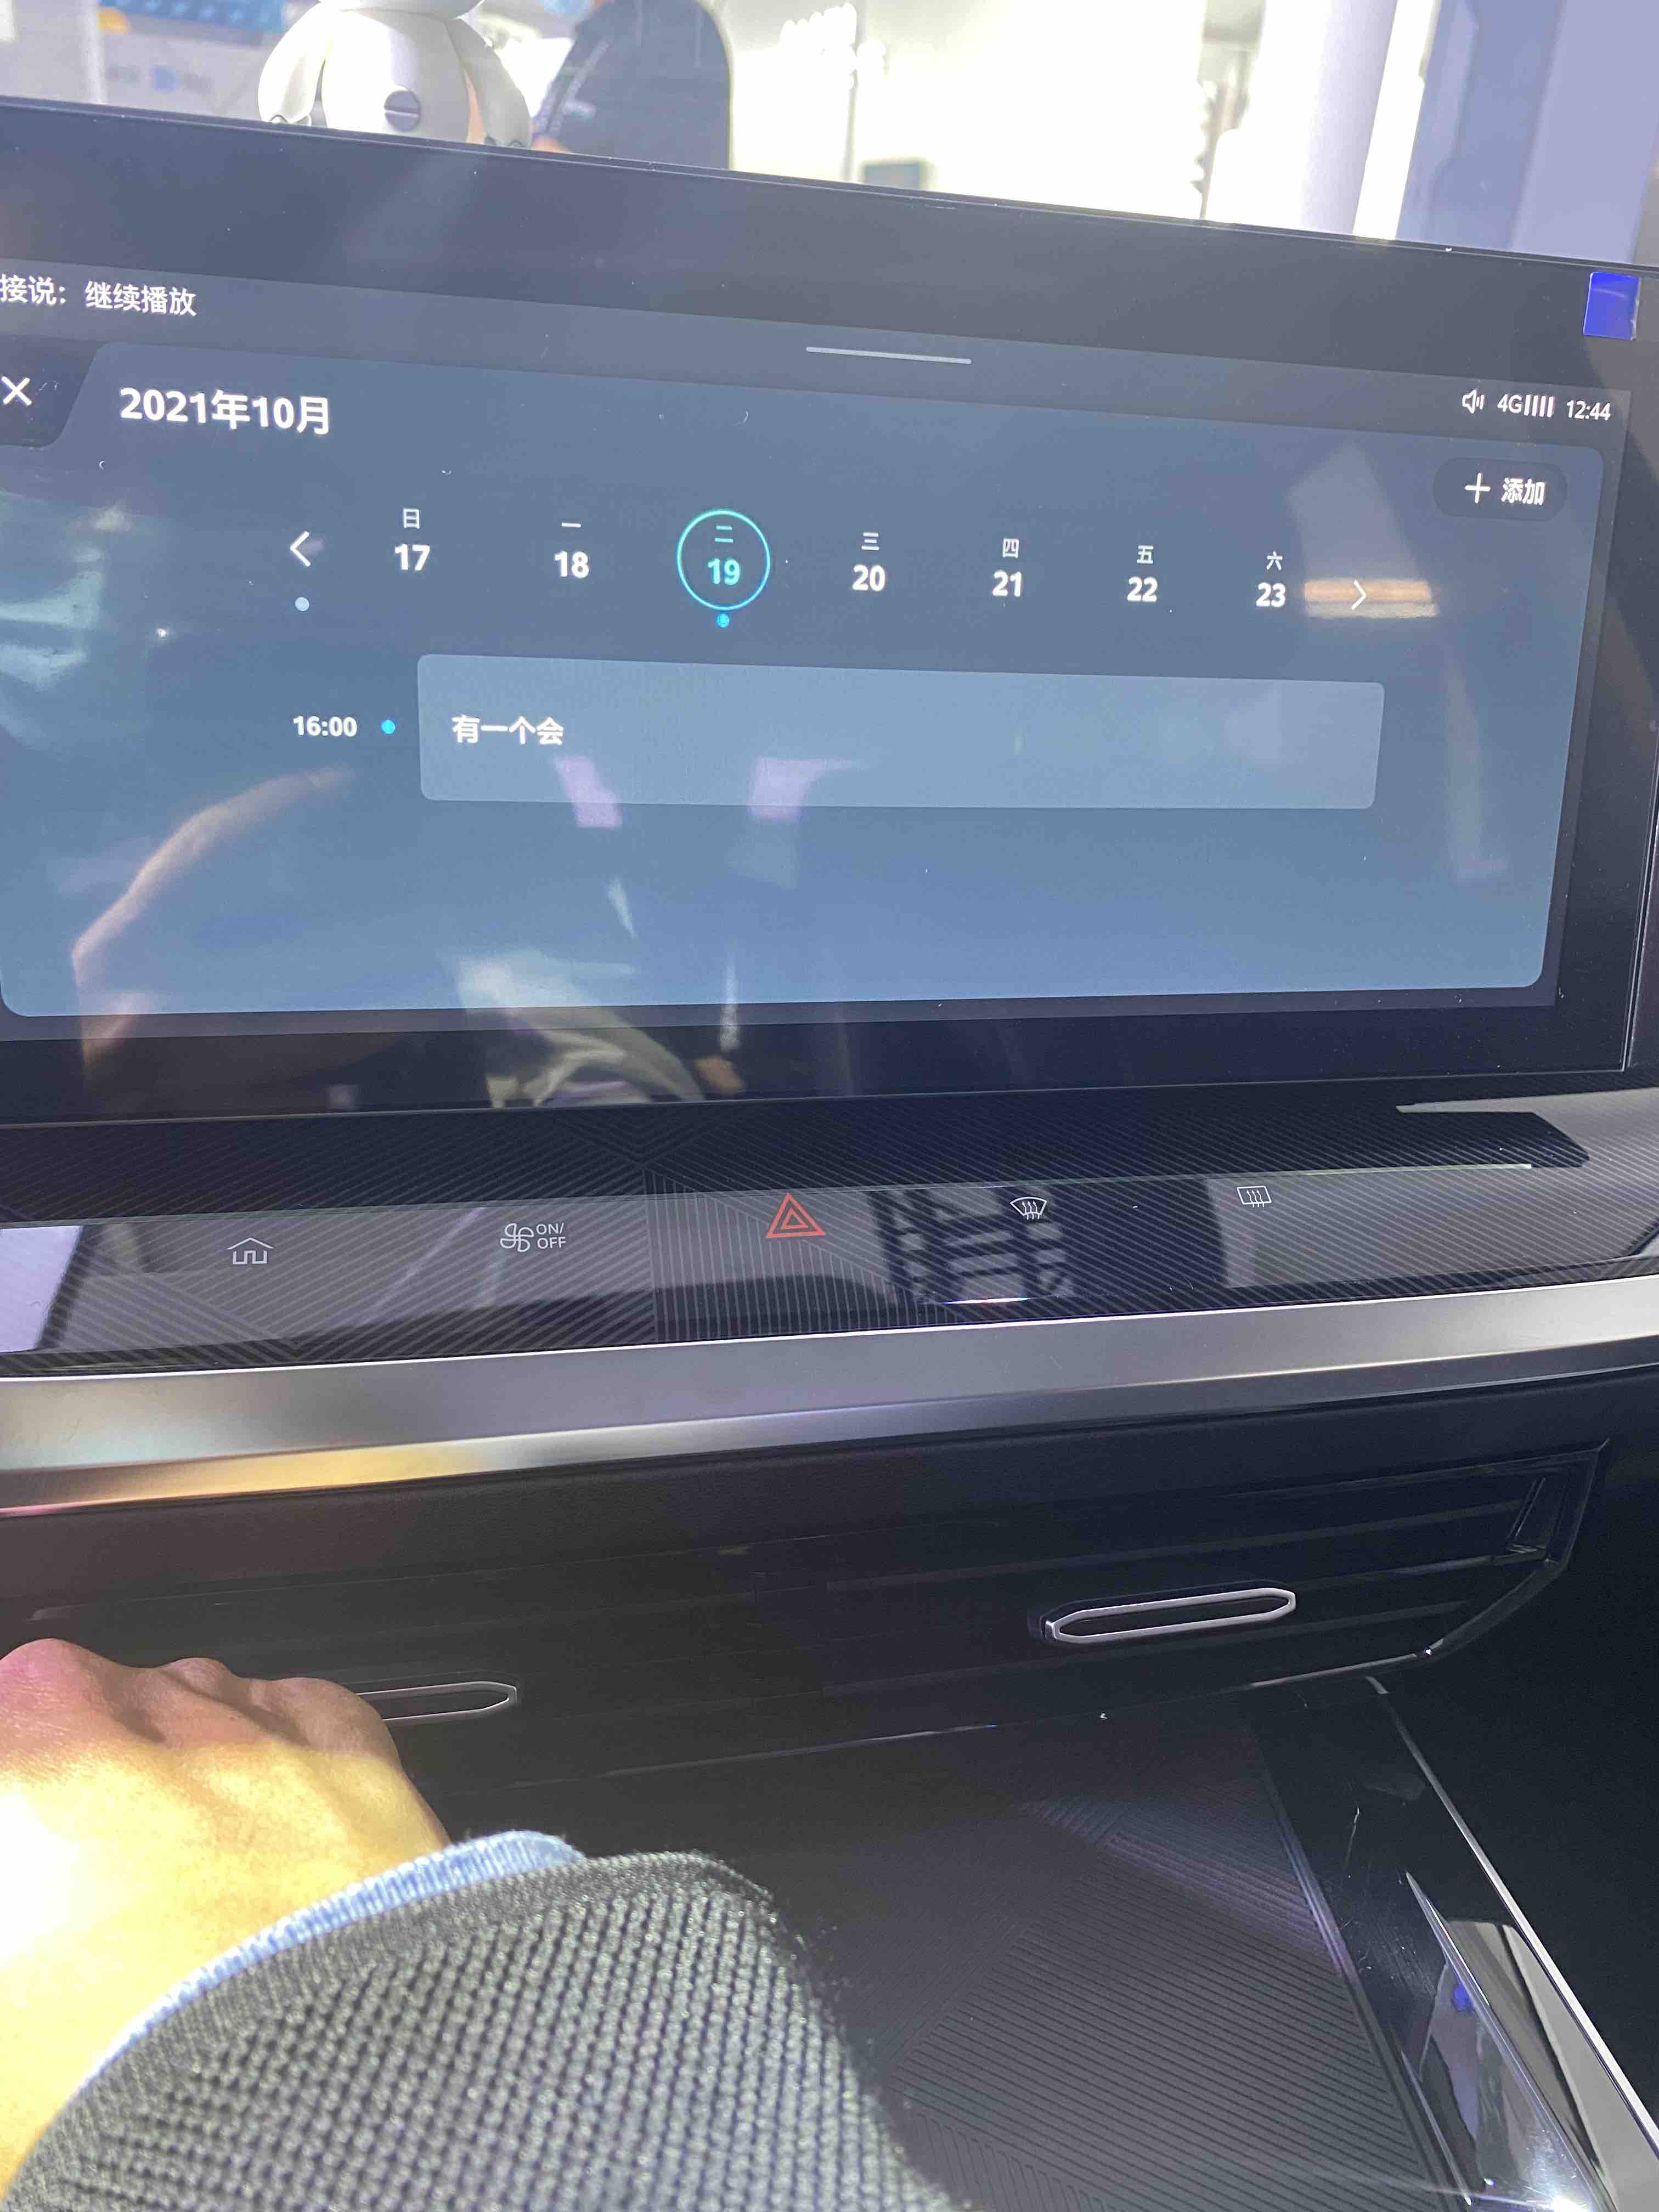 接说：继续播放
2021年10月
4G 12:44
添加
日 一 二 三 四 五 六
17 18 19 20 21 22 23
16:00 有一个会
ON/
OFF